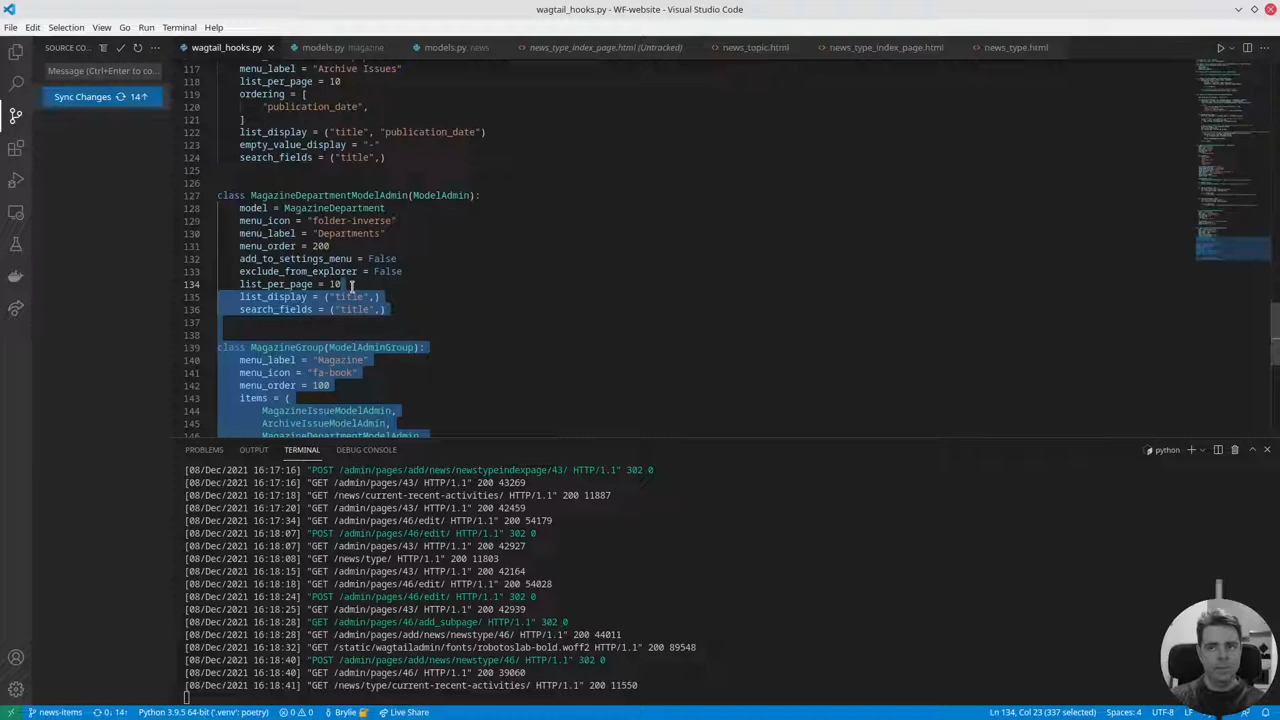 wagtail_hooks.py - WF-website - Visual Studio Code
File Edit Selection View Go Run Terminal Help
SOURCE CO...
wagtail_hooks.py
models.py magazine
models.py news
news_type_index_page.html (Untracked)
news_topic.html
news_type_index_page.html
news_type.html
Message (Ctrl+Enter to co...
Sync Changes 14↑
117 menu_label = "Archive Issues"
118 list_per_page = 10
119 ordering = [
120 "publication_date",
121 ]
122 list_display = ("title", "publication_date")
123 empty_value_display = "-"
124 search_fields = ("title",)
125
126
127 class MagazineDepartmentModelAdmin(ModelAdmin):
128 model = MagazineDepartment
129 menu_icon = "folder-inverse"
130 menu_label = "Departments"
131 menu_order = 200
132 add_to_settings_menu = False
133 exclude_from_explorer = False
134 list_per_page = 10
135 list_display = ("title",)
136 search_fields = ("title",)
137
138
139 class MagazineGroup(ModelAdminGroup):
140 menu_label = "Magazine"
141 menu_icon = "fa-book"
142 menu_order = 100
143 items = (
144 MagazineIssueModelAdmin,
145 ArchiveIssueModelAdmin,
146 MagazineDepartmentModelAdmin,
PROBLEMS OUTPUT TERMINAL DEBUG CONSOLE
python
[08/Dec/2021 16:17:16] "POST /admin/pages/add/news/newstypeindexpage/43/ HTTP/1.1" 302 0
[08/Dec/2021 16:17:16] "GET /admin/pages/43/ HTTP/1.1" 200 43269
[08/Dec/2021 16:17:18] "GET /news/current-recent-activities/ HTTP/1.1" 200 11887
[08/Dec/2021 16:17:20] "GET /admin/pages/43/ HTTP/1.1" 200 42459
[08/Dec/2021 16:17:34] "GET /admin/pages/46/edit/ HTTP/1.1" 200 54179
[08/Dec/2021 16:18:07] "POST /admin/pages/46/edit/ HTTP/1.1" 302 0
[08/Dec/2021 16:18:07] "GET /admin/pages/43/ HTTP/1.1" 200 42927
[08/Dec/2021 16:18:08] "GET /news/type/ HTTP/1.1" 200 11803
[08/Dec/2021 16:18:15] "GET /admin/pages/43/ HTTP/1.1" 200 42164
[08/Dec/2021 16:18:18] "GET /admin/pages/46/edit/ HTTP/1.1" 200 54028
[08/Dec/2021 16:18:24] "POST /admin/pages/46/edit/ HTTP/1.1" 302 0
[08/Dec/2021 16:18:25] "GET /admin/pages/43/ HTTP/1.1" 200 42939
[08/Dec/2021 16:18:28] "GET /admin/pages/46/add_subpage/ HTTP/1.1" 302 0
[08/Dec/2021 16:18:28] "GET /admin/pages/add/news/newstype/46/ HTTP/1.1" 200 44011
[08/Dec/2021 16:18:32] "GET /static/wagtailadmin/fonts/robotoslab-bold.woff2 HTTP/1.1" 200 89548
[08/Dec/2021 16:18:40] "POST /admin/pages/add/news/newstype/46/ HTTP/1.1" 302 0
[08/Dec/2021 16:18:40] "GET /admin/pages/46/ HTTP/1.1" 200 39060
[08/Dec/2021 16:18:41] "GET /news/type/current-recent-activities/ HTTP/1.1" 200 11550
news-items 0↓ 14↑ Python 3.9.5 64-bit ('.venv': poetry) 0 0 Brylie Live Share Ln 134, Col 23 (337 selected) Spaces: 4 UTF-8 LF